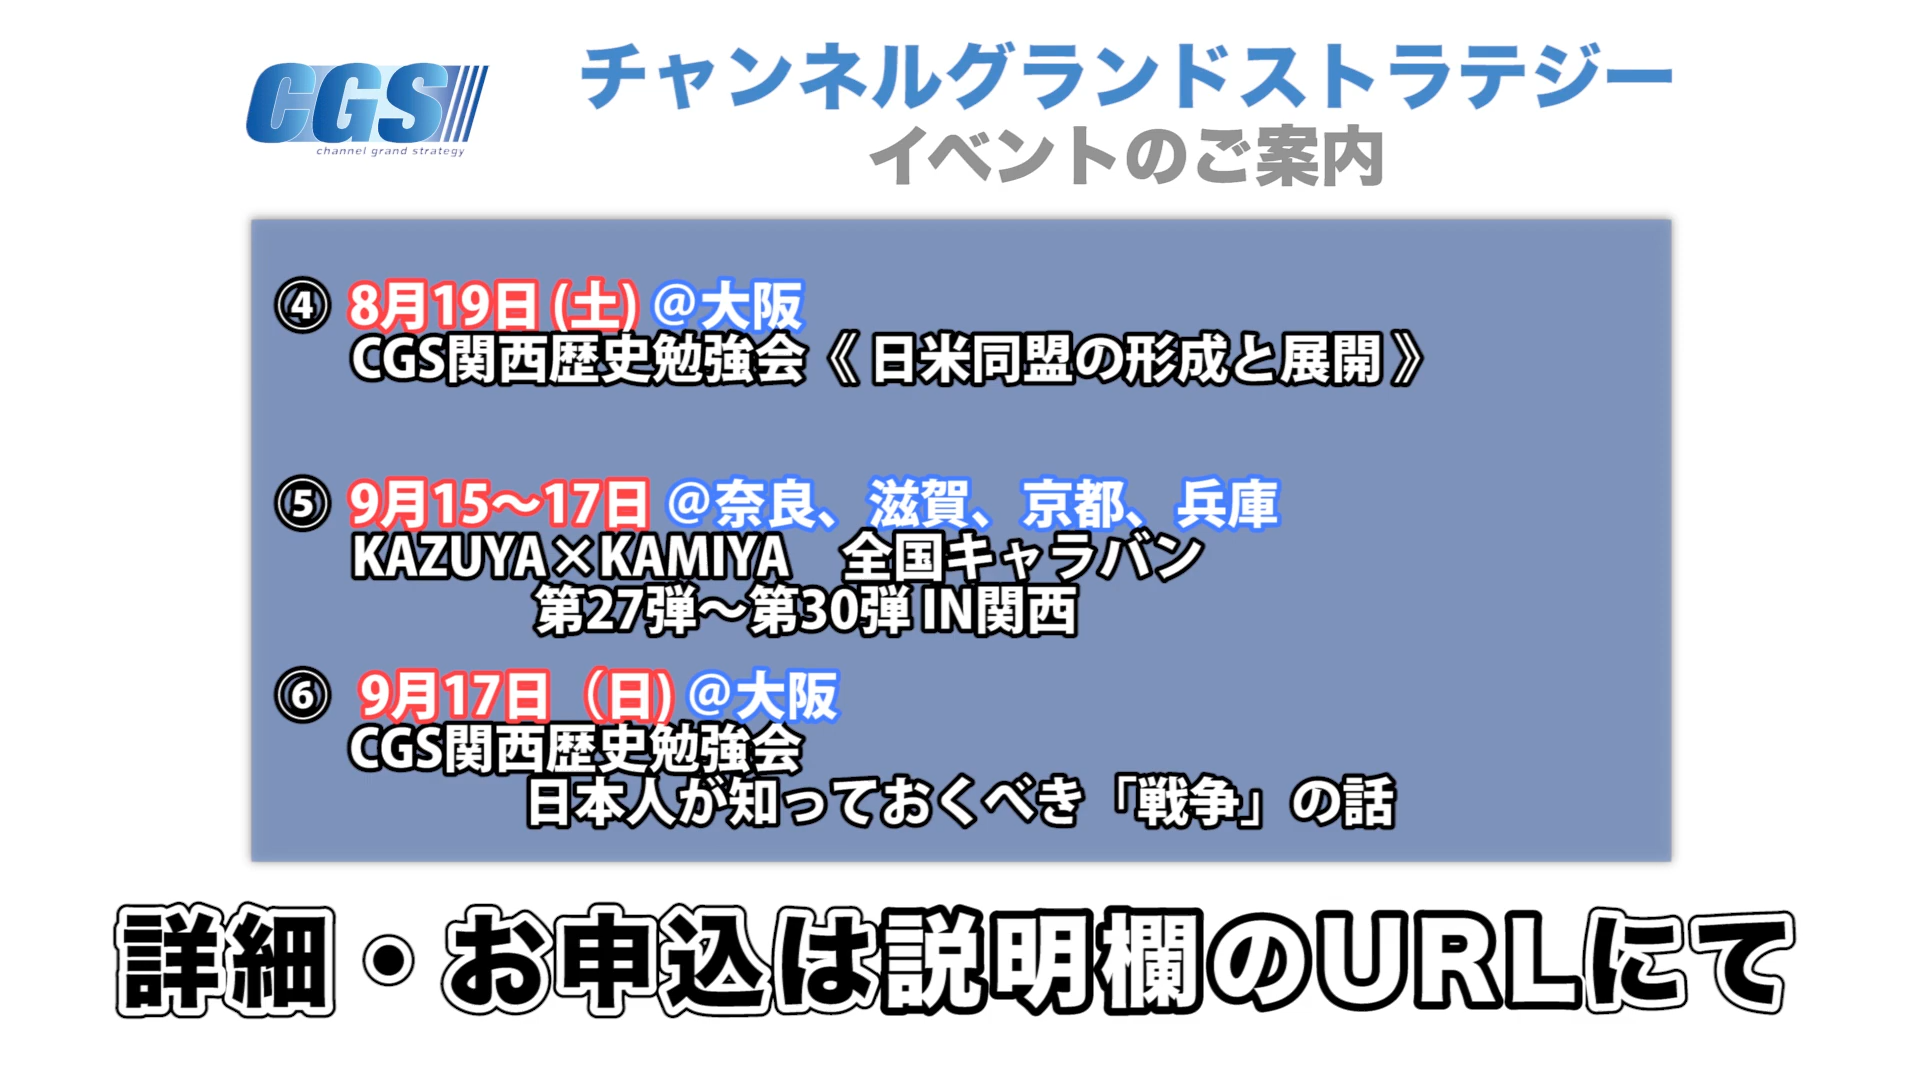 CGS
channel grand strategy
チャンネルグランドストラテジー
イベントのご案内
④ 8月19日(土)@大阪
CGS関西歴史勉強会《日米同盟の形成と展開》
⑤ 9月15～17日@奈良、滋賀、京都、兵庫
KAZUYA×KAMIYA 全国キャラバン
第27弾～第30弾 IN関西
⑥ 9月17日（日)@大阪
CGS関西歴史勉強会
日本人が知っておくべき「戦争」の話
詳細・お申込は説明欄のURLにて